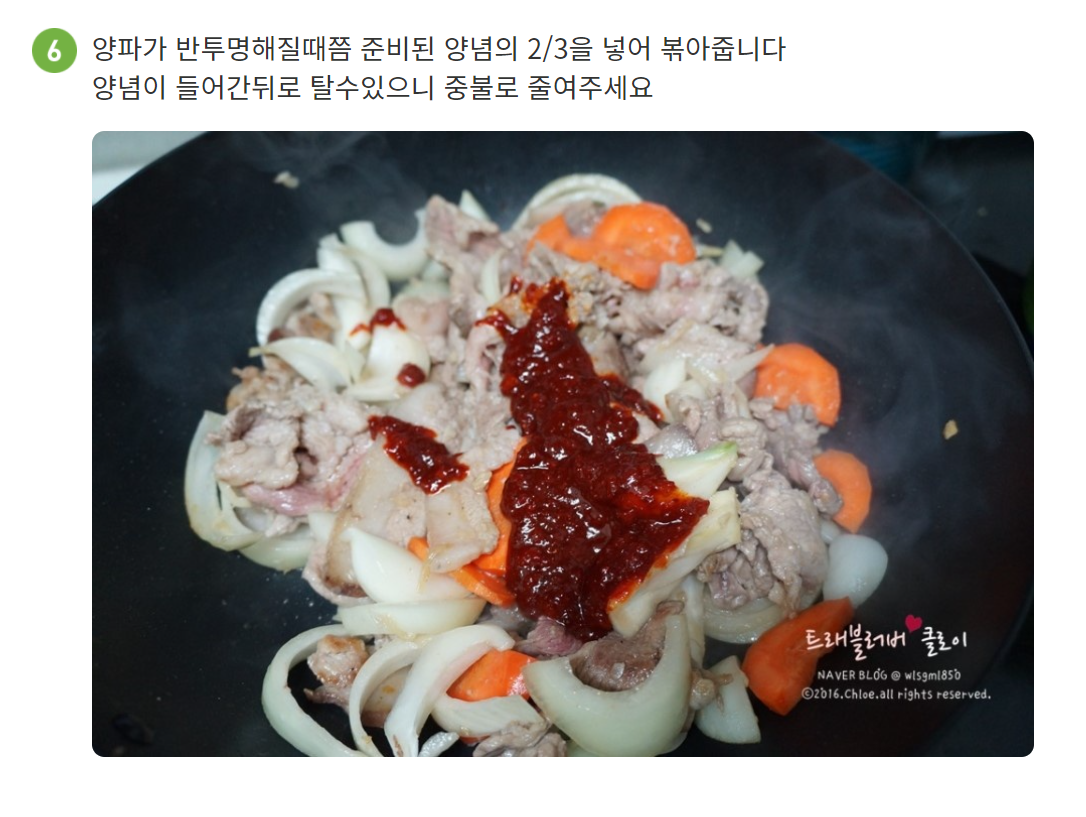 6
양파가 반투명해질때쯤 준비된 양념의 2/3을 넣어 볶아줍니다
양념이 들어간뒤로 탈수있으니 중불로 줄여주세요
트래블러버 클로이
NAVER BLOG @ wlsgml85b
©2016.Chloe.all rights reserved.